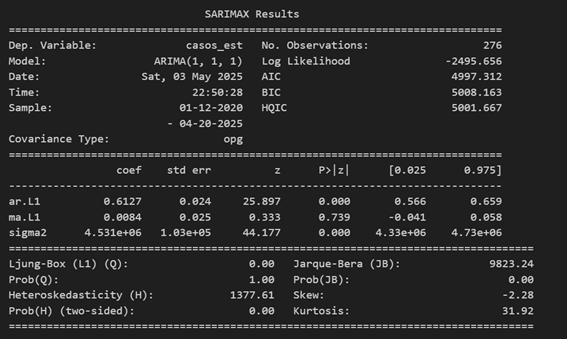 SARIMAX Results
==============================================================================
Dep. Variable: casos_est No. Observations: 276
Model: ARIMA(1, 1, 1) Log Likelihood -2495.656
Date: Sat, 03 May 2025 AIC 4997.312
Time: 22:50:28 BIC 5008.163
Sample: 01-12-2020 HQIC 5001.667
- 04-20-2025
Covariance Type: opg
==============================================================================
coef std err z P>|z| [0.025 0.975]
------------------------------------------------------------------------------
ar.L1 0.6127 0.024 25.897 0.000 0.566 0.659
ma.L1 0.0084 0.025 0.333 0.739 -0.041 0.058
sigma2 4.531e+06 1.03e+05 44.177 0.000 4.33e+06 4.73e+06
===================================================================================
Ljung-Box (L1) (Q): 0.00 Jarque-Bera (JB): 9823.24
Prob(Q): 1.00 Prob(JB): 0.00
Heteroskedasticity (H): 1377.61 Skew: -2.28
Prob(H) (two-sided): 0.00 Kurtosis: 31.92
===================================================================================